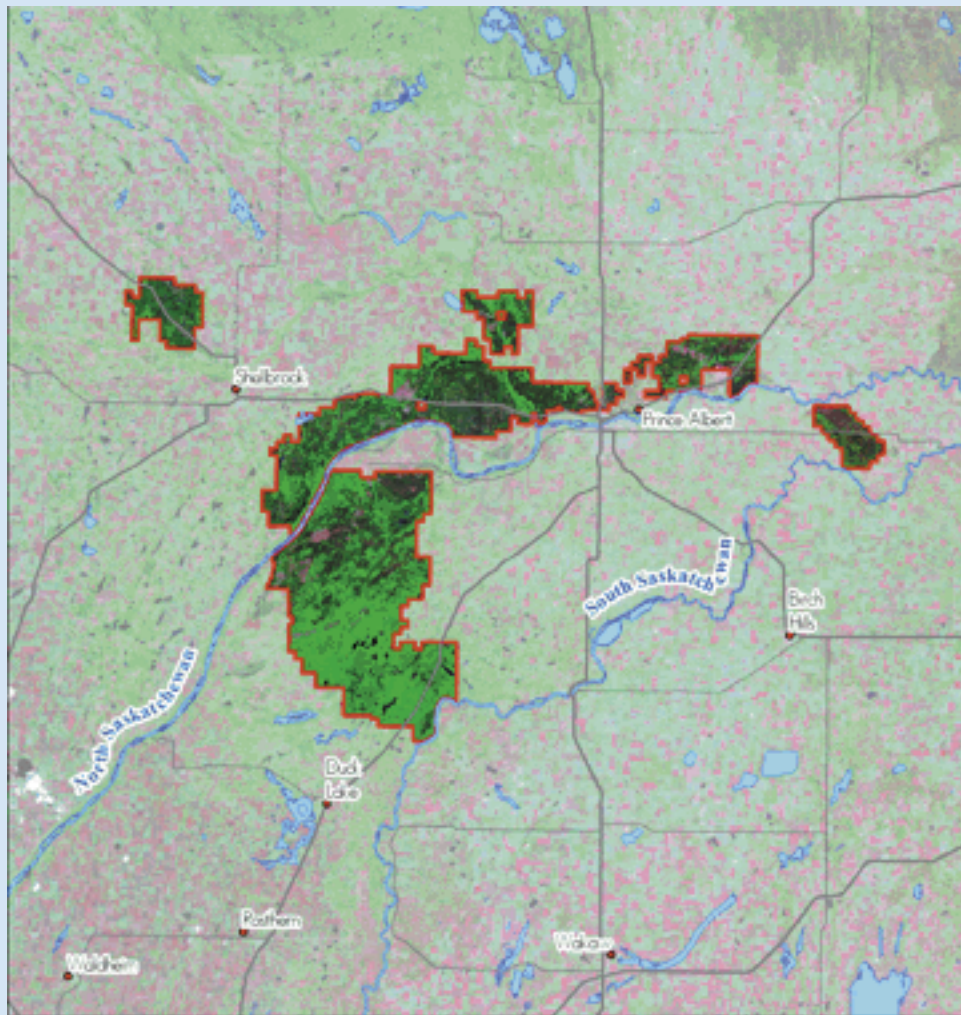 Shellbrook
Prince Albert
South Saskatchewan
Birch
Hills
North Saskatchewan
Duck
Lake
Rosthern
Wakaw
Waldheim